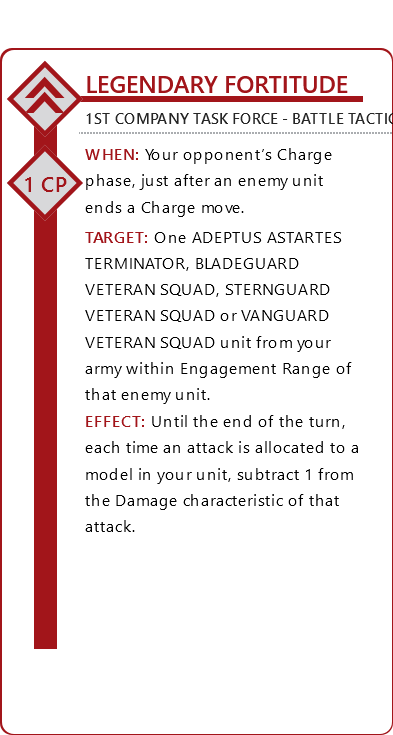 LEGENDARY FORTITUDE
1ST COMPANY TASK FORCE - BATTLE TACTIC
1 CP
WHEN: Your opponent's Charge
phase, just after an enemy unit
ends a Charge move.
TARGET: One ADEPTUS ASTARTES
TERMINATOR, BLADEGUARD
VETERAN SQUAD, STERNGUARD
VETERAN SQUAD or VANGUARD
VETERAN SQUAD unit from your
army within Engagement Range of
that enemy unit.
EFFECT: Until the end of the turn,
each time an attack is allocated to a
model in your unit, subtract 1 from
the Damage characteristic of that
attack.